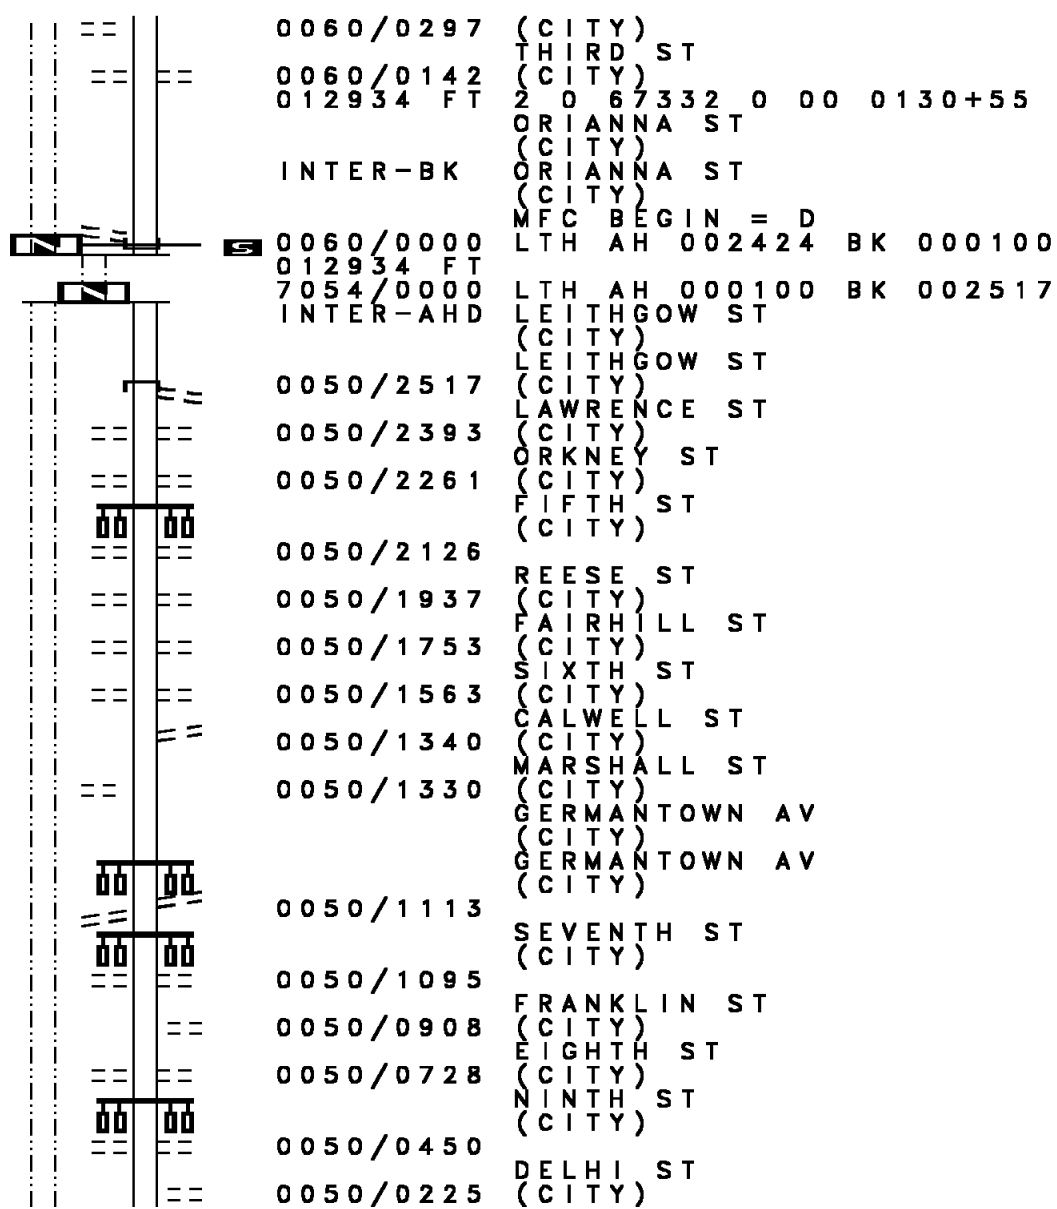 0060/0297 (CITY)
THIRD ST
0060/0142 (CITY)
012934 FT 2 0 67332 0 00 0130+55
ORIANNA ST
(CITY)
INTER-BK ORIANNA ST
(CITY)
MFC BEGIN = D
S 0060/0000 LTH AH 002424 BK 000100
012934 FT
7054/0000 LTH AH 000100 BK 002517
INTER-AHD LEITHGOW ST
(CITY)
LEITHGOW ST
0050/2517 (CITY)
LAWRENCE ST
0050/2393 (CITY)
ORKNEY ST
0050/2261 (CITY)
FIFTH ST
(CITY)
0050/2126
REESE ST
0050/1937 (CITY)
FAIRHILL ST
0050/1753 (CITY)
SIXTH ST
0050/1563 (CITY)
CALWELL ST
0050/1340 (CITY)
MARSHALL ST
0050/1330 (CITY)
GERMANTOWN AV
(CITY)
GERMANTOWN AV
(CITY)
0050/1113
SEVENTH ST
(CITY)
0050/1095
FRANKLIN ST
0050/0908 (CITY)
EIGHTH ST
0050/0728 (CITY)
NINTH ST
(CITY)
0050/0450
DELHI ST
0050/0225 (CITY)